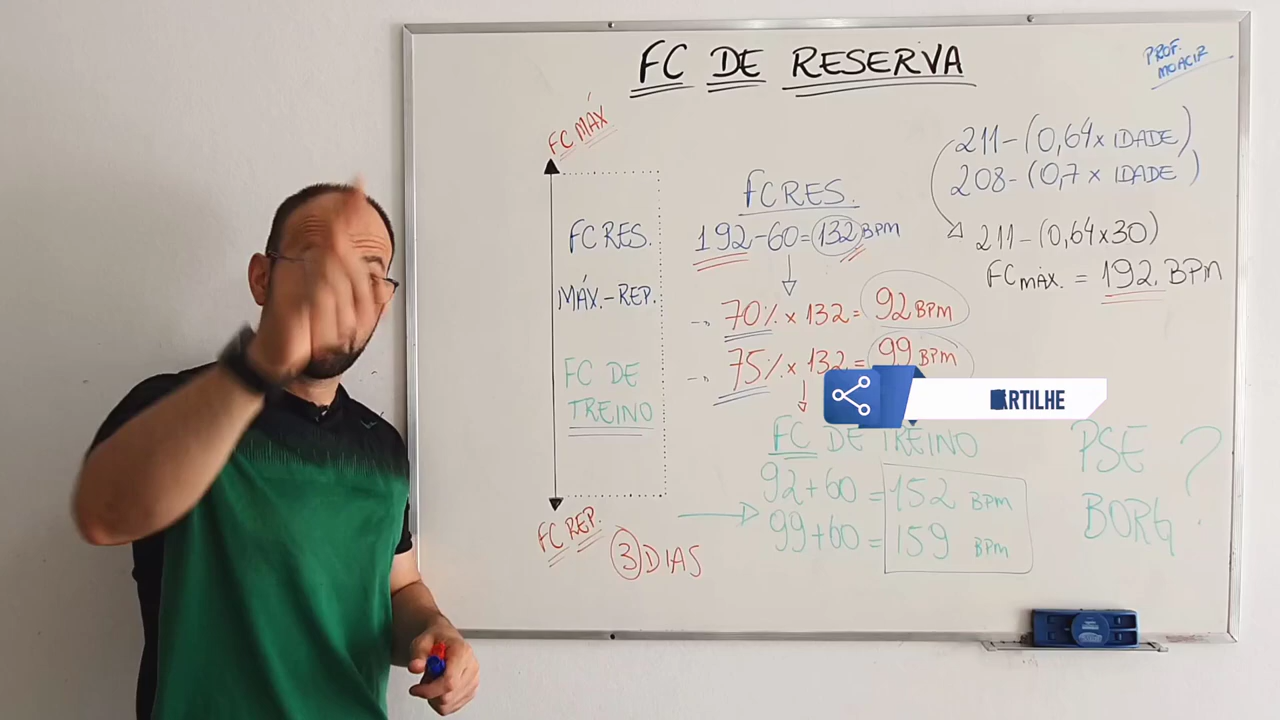 FC DE RESERVA
PROF.
MOACIR
FC MÁX
FC RES.
MÁX.-REP.
FC DE
TREINO
FC REP.
3 DIAS
FC RES.
192-60=132 BPM
70% x 132= 92 BPM
75% x 132= 99 BPM
FC DE TREINO
92+60=152 BPM
99+60=159 BPM
211-(0,64x IDADE)
208-(0,7 x IDADE)
211-(0,64x30)
FC MÁX. = 192. BPM
PSE
BORG ?
ARTILHE